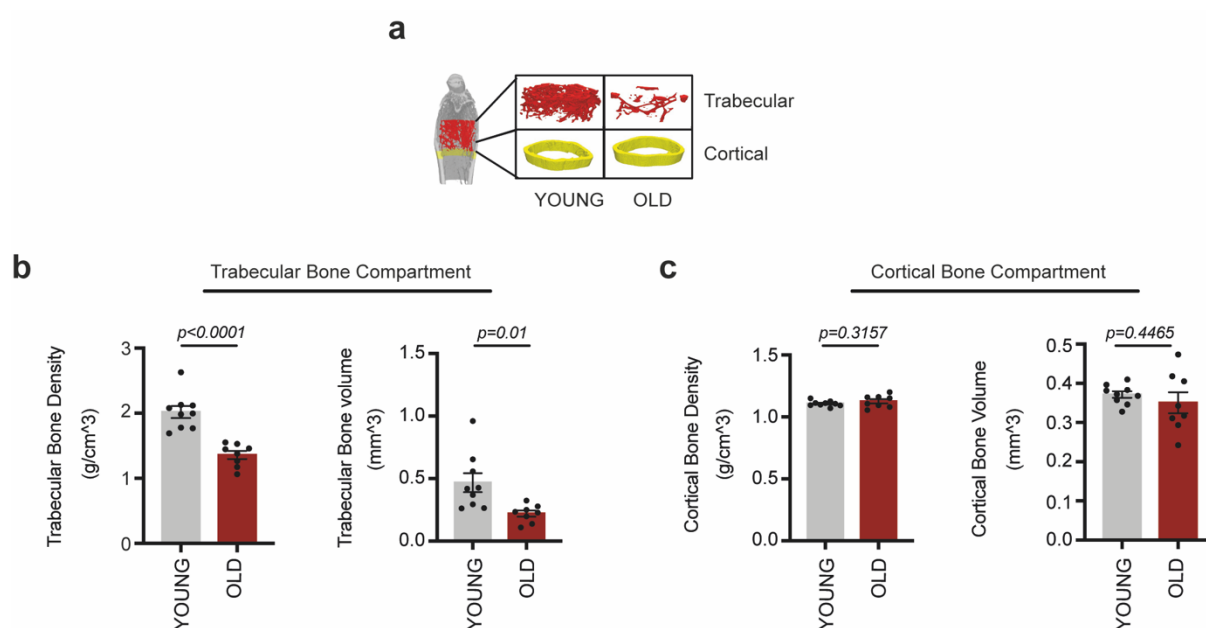 a
Trabecular
Cortical
YOUNG
OLD
b
Trabecular Bone Compartment
Trabecular Bone Density
(g/cm^3)
p<0.0001
3
2
1
0
YOUNG
OLD
Trabecular Bone volume
(mm^3)
p=0.01
1.5
1.0
0.5
0.0
YOUNG
OLD
c
Cortical Bone Compartment
Cortical Bone Density
(g/cm^3)
p=0.3157
1.5
1.0
0.5
0.0
YOUNG
OLD
Cortical Bone Volume
(mm^3)
p=0.4465
0.5
0.4
0.3
0.2
0.1
0.0
YOUNG
OLD